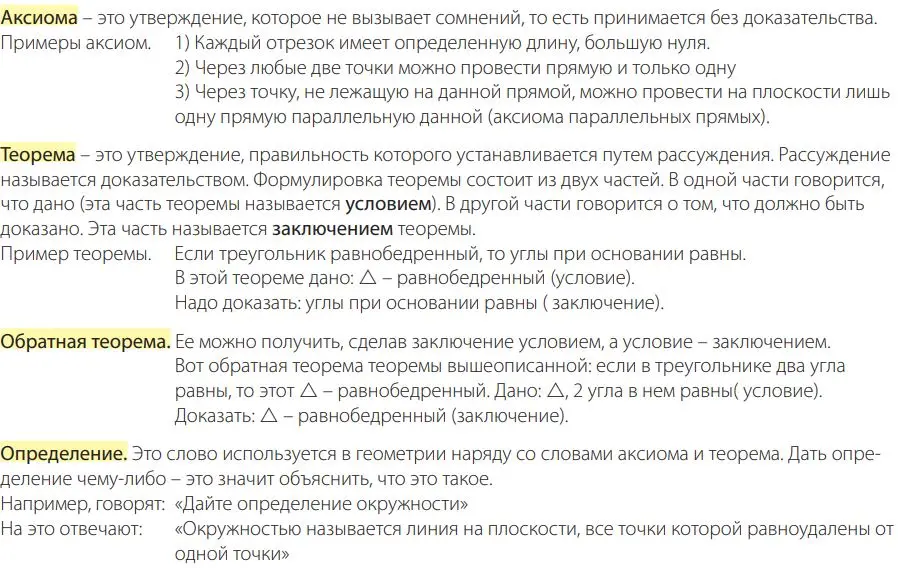 Аксиома – это утверждение, которое не вызывает сомнений, то есть принимается без доказательства.
Примеры аксиом. 1) Каждый отрезок имеет определенную длину, большую нуля.
2) Через любые две точки можно провести прямую и только одну
3) Через точку, не лежащую на данной прямой, можно провести на плоскости лишь
одну прямую параллельную данной (аксиома параллельных прямых).
Теорема – это утверждение, правильность которого устанавливается путем рассуждения. Рассуждение
называется доказательством. Формулировка теоремы состоит из двух частей. В одной части говорится,
что дано (эта часть теоремы называется условием). В другой части говорится о том, что должно быть
доказано. Эта часть называется заключением теоремы.
Пример теоремы. Если треугольник равнобедренный, то углы при основании равны.
В этой теореме дано: △ – равнобедренный (условие).
Надо доказать: углы при основании равны ( заключение).
Обратная теорема. Ее можно получить, сделав заключение условием, а условие – заключением.
Вот обратная теорема теоремы вышеописанной: если в треугольнике два угла
равны, то этот △ – равнобедренный. Дано: △, 2 угла в нем равны( условие).
Доказать: △ – равнобедренный (заключение).
Определение. Это слово используется в геометрии наряду со словами аксиома и теорема. Дать опре-
деление чему-либо – это значит объяснить, что это такое.
Например, говорят: «Дайте определение окружности»
На это отвечают: «Окружностью называется линия на плоскости, все точки которой равноудалены от
одной точки»